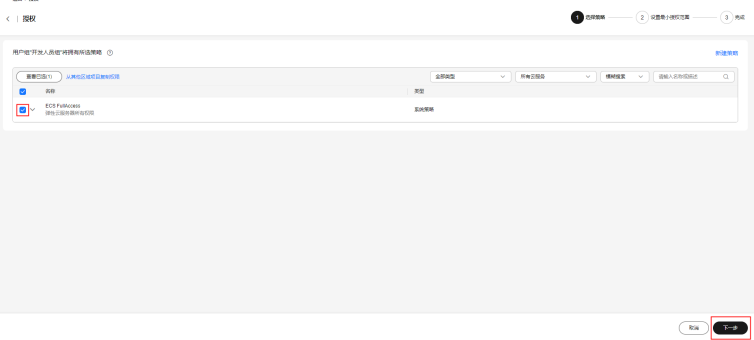 授权
1 选择策略
2 设置最小授权范围
3 完成
用户组“开发人员组”将拥有所选策略
新建策略
查看已选(1)
从其他区域项目复制权限
全部类型
所有云服务
模糊搜索
请输入名称或描述
名称
类型
ECS FullAccess
弹性云服务器所有权限
系统策略
取消
下一步